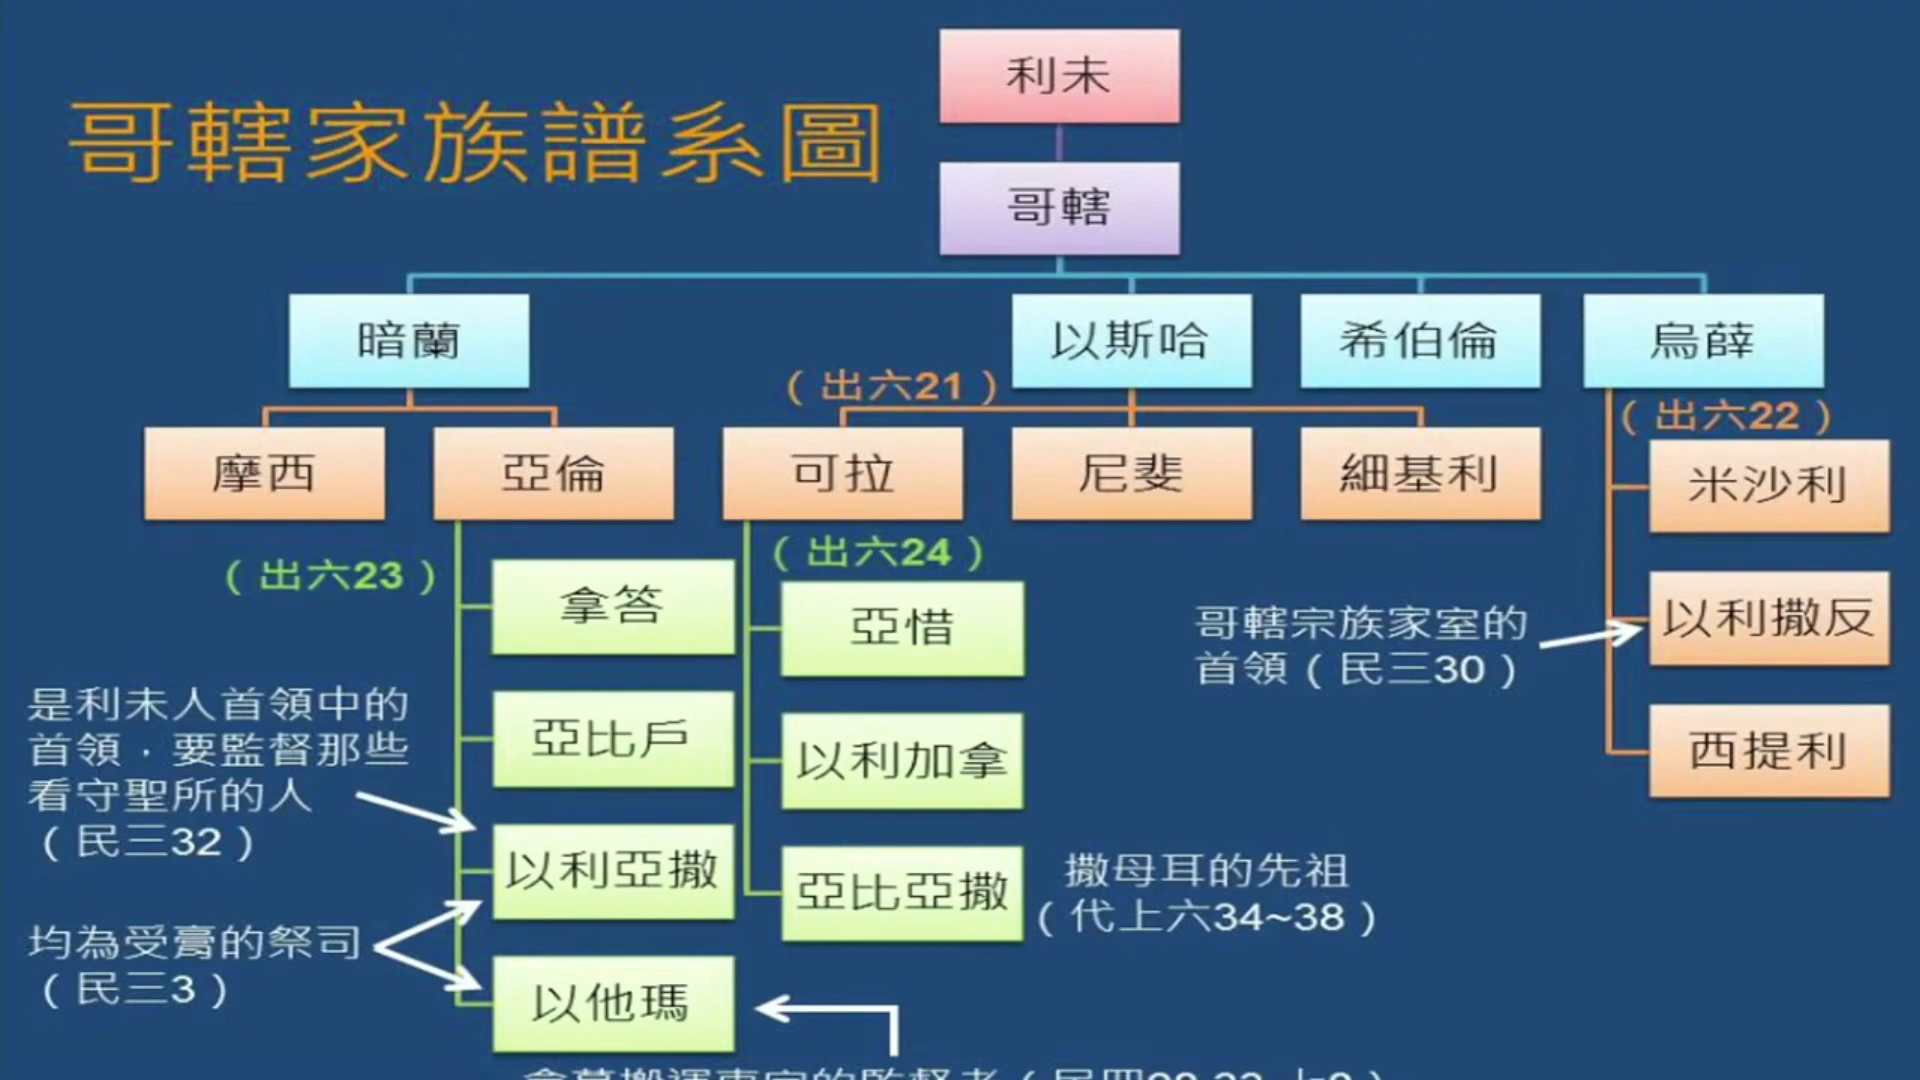 利未
哥轄家族譜系圖
哥轄
暗蘭
以斯哈
希伯倫
烏薛
（出六21）
（出六22）
摩西
亞倫
可拉
尼斐
細基利
米沙利
（出六23）
（出六24）
拿答
亞惜
哥轄宗族家室的
首領（民三30）
以利撒反
是利未人首領中的
首領，要監督那些
看守聖所的人
（民三32）
亞比戶
以利加拿
西提利
以利亞撒
亞比亞撒
撒母耳的先祖
（代上六34~38）
均為受膏的祭司
（民三3）
以他瑪